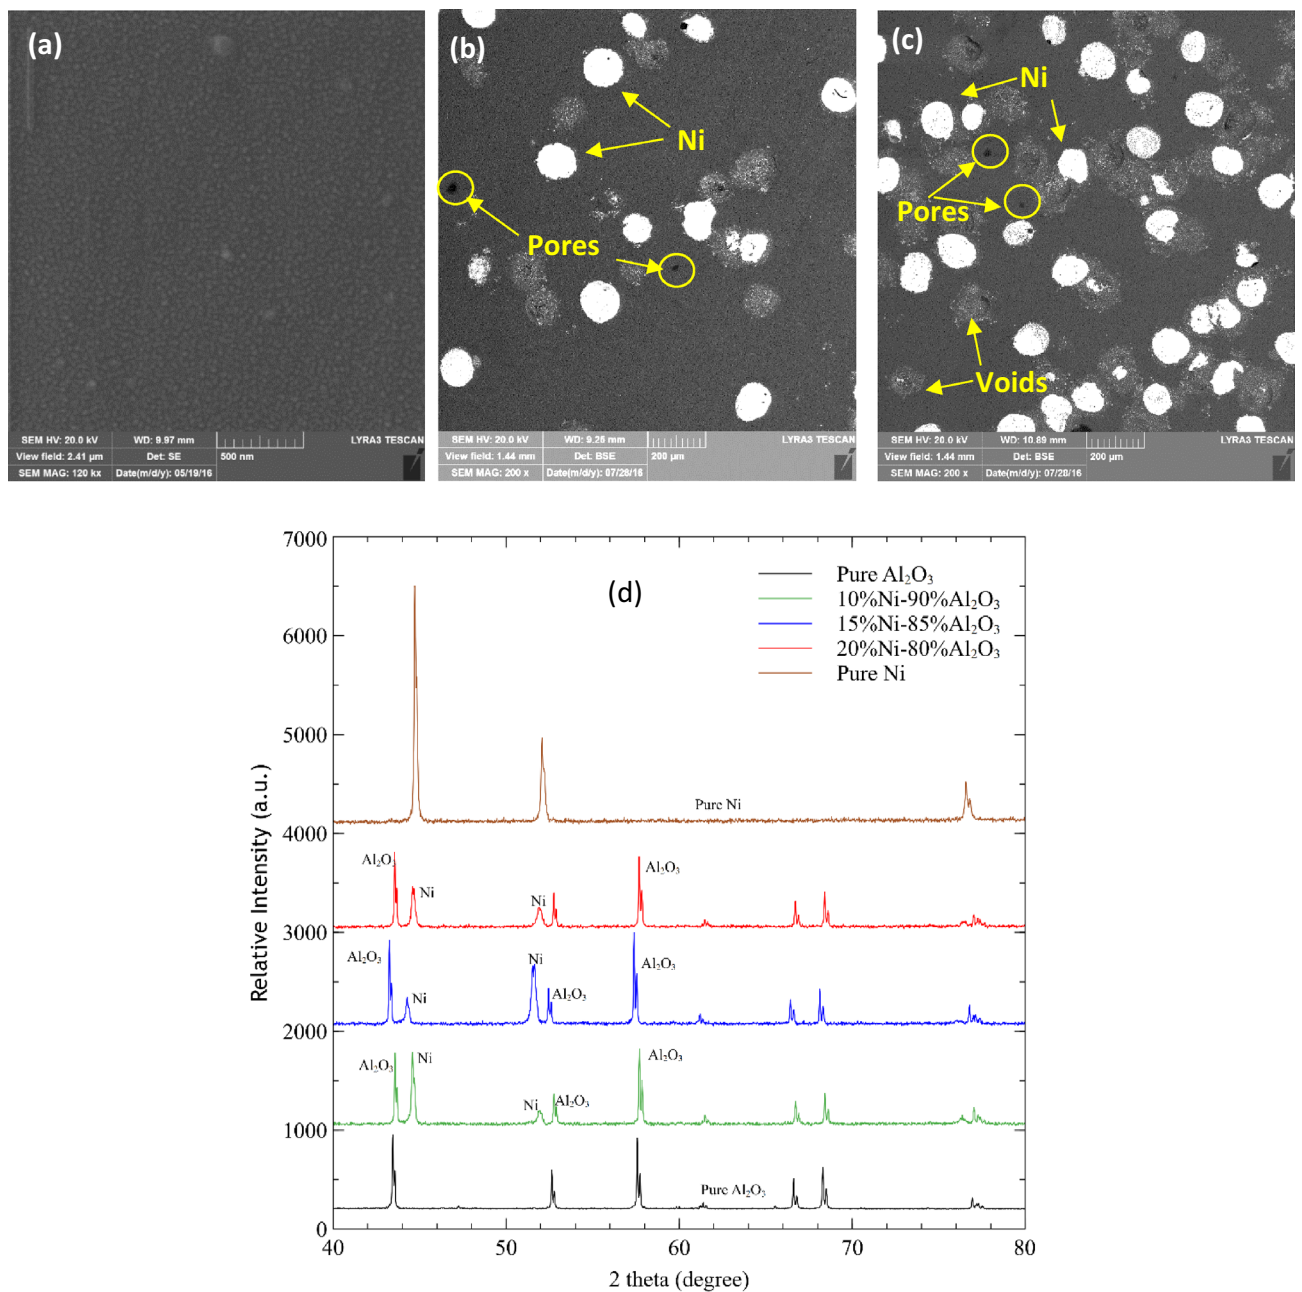 (a)
SEM HV: 20.0 kV WD: 9.97 mm LYRA3 TESCAN
View field: 2.41 µm Det: SE 500 nm
SEM MAG: 120 kx Date(m/d/y): 05/19/16
(b)
Ni
Pores
SEM HV: 20.0 kV WD: 9.25 mm LYRA3 TESCAN
View field: 1.44 mm Det: BSE 200 µm
SEM MAG: 200 x Date(m/d/y): 07/28/16
(c)
Ni
Pores
Voids
SEM HV: 20.0 kV WD: 10.89 mm LYRA3 TESCAN
View field: 1.44 mm Det: BSE 200 µm
SEM MAG: 200 x Date(m/d/y): 07/28/16
(d)
Pure Al₂O₃
10%Ni-90%Al₂O₃
15%Ni-85%Al₂O₃
20%Ni-80%Al₂O₃
Pure Ni
Relative Intensity (a.u.)
7000
6000
5000
4000
3000
2000
1000
0
Pure Ni
Al₂O₃
Ni
Ni
Al₂O₃
Al₂O₃
Ni
Ni
Al₂O₃
Al₂O₃
Al₂O₃
Ni
Ni
Al₂O₃
Al₂O₃
Pure Al₂O₃
40 50 60 70 80
2 theta (degree)